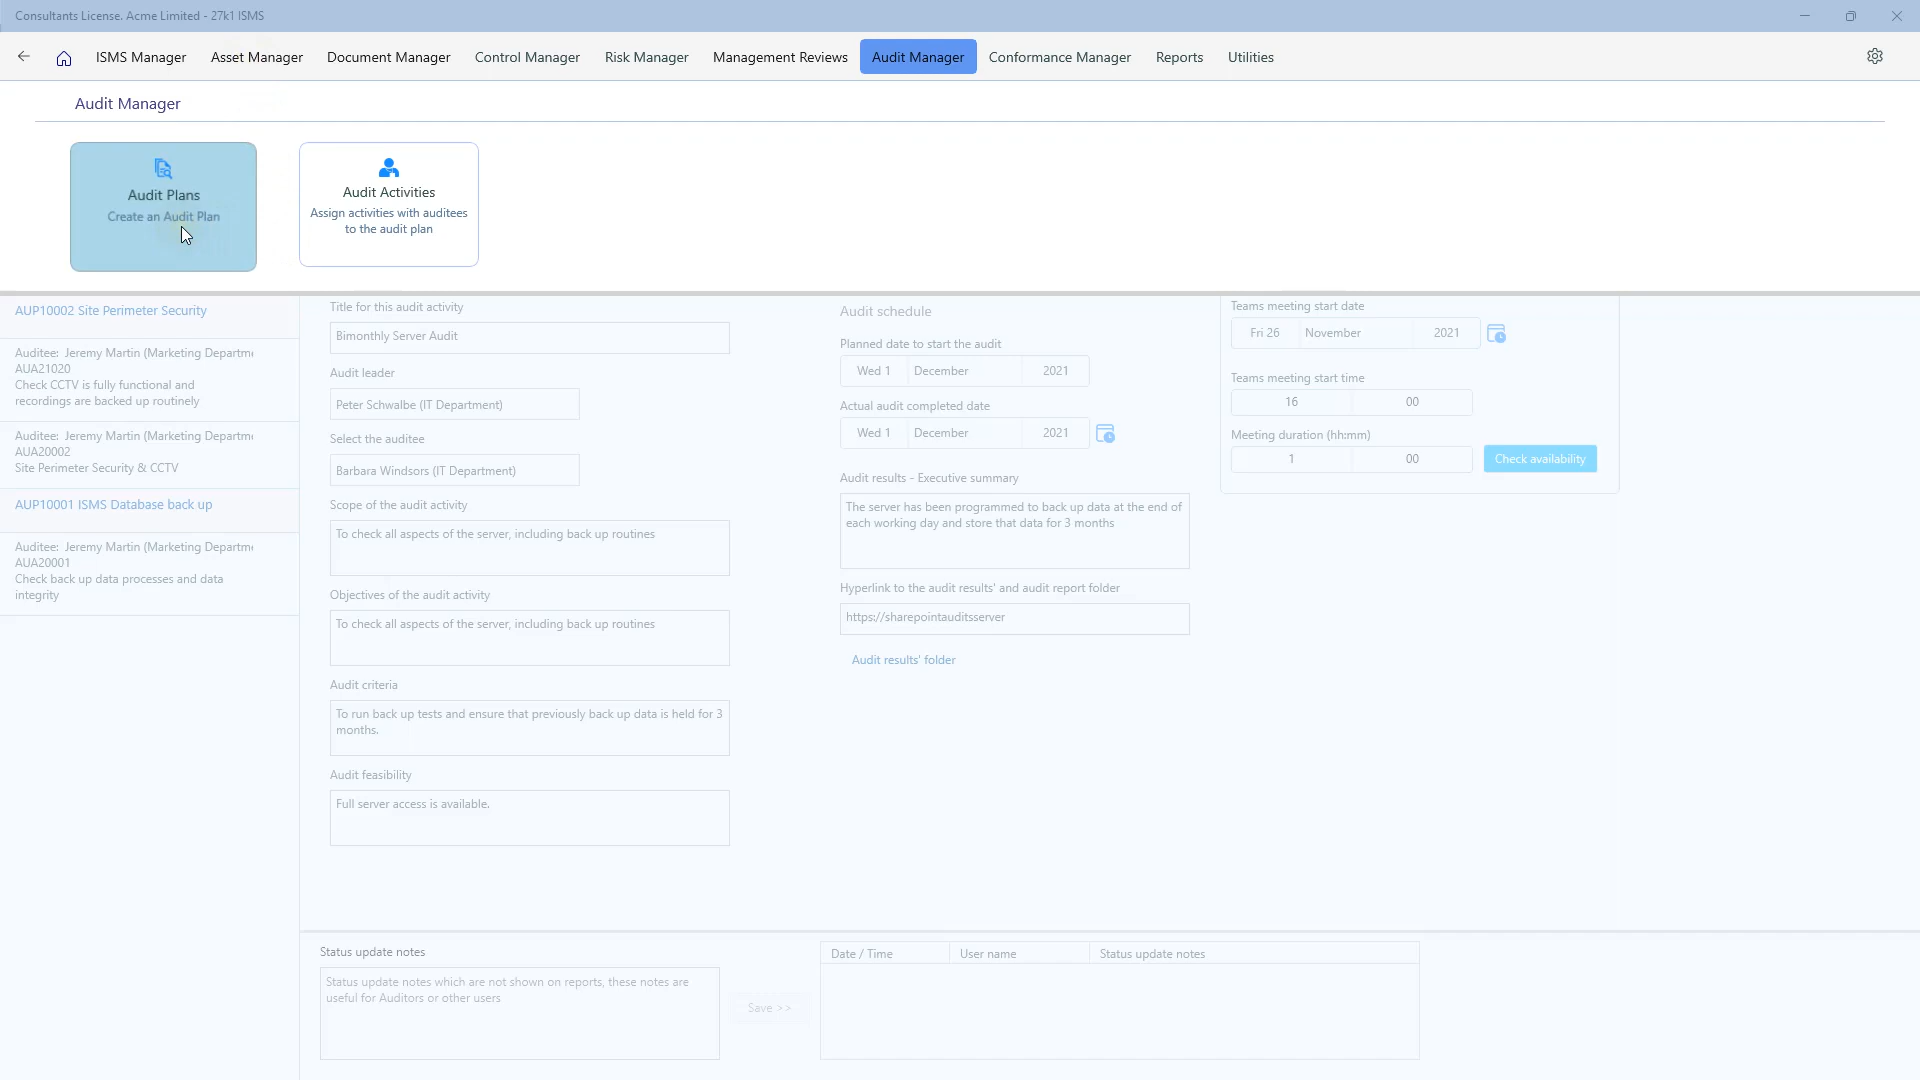 Consultants License. Acme Limited - 27k1 ISMS
ISMS Manager
Asset Manager
Document Manager
Control Manager
Risk Manager
Management Reviews
Audit Manager
Conformance Manager
Reports
Utilities
Audit Manager
Audit Plans
Create an Audit Plan
Audit Activities
Assign activities with auditees
to the audit plan
AUP10002 Site Perimeter Security
Auditee: Jeremy Martin (Marketing Departme
AUA21020
Check CCTV is fully functional and
recordings are backed up routinely
Auditee: Jeremy Martin (Marketing Departme
AUA20002
Site Perimeter Security & CCTV
AUP10001 ISMS Database back up
Auditee: Jeremy Martin (Marketing Departme
AUA20001
Check back up data processes and data
integrity
Title for this audit activity
Bimonthly Server Audit
Audit leader
Peter Schwalbe (IT Department)
Select the auditee
Barbara Windsors (IT Department)
Scope of the audit activity
To check all aspects of the server, including back up routines
Objectives of the audit activity
To check all aspects of the server, including back up routines
Audit criteria
To run back up tests and ensure that previously back up data is held for 3
months.
Audit feasibility
Full server access is available.
Audit schedule
Planned date to start the audit
Wed 1 December 2021
Actual audit completed date
Wed 1 December 2021
Audit results - Executive summary
The server has been programmed to back up data at the end of
each working day and store that data for 3 months
Hyperlink to the audit results' and audit report folder
https://sharepointauditsserver
Audit results' folder
Teams meeting start date
Fri 26 November 2021
Teams meeting start time
16 00
Meeting duration (hh:mm)
1 00
Check availability
Status update notes
Status update notes which are not shown on reports, these notes are
useful for Auditors or other users
Save >>
Date / Time
User name
Status update notes